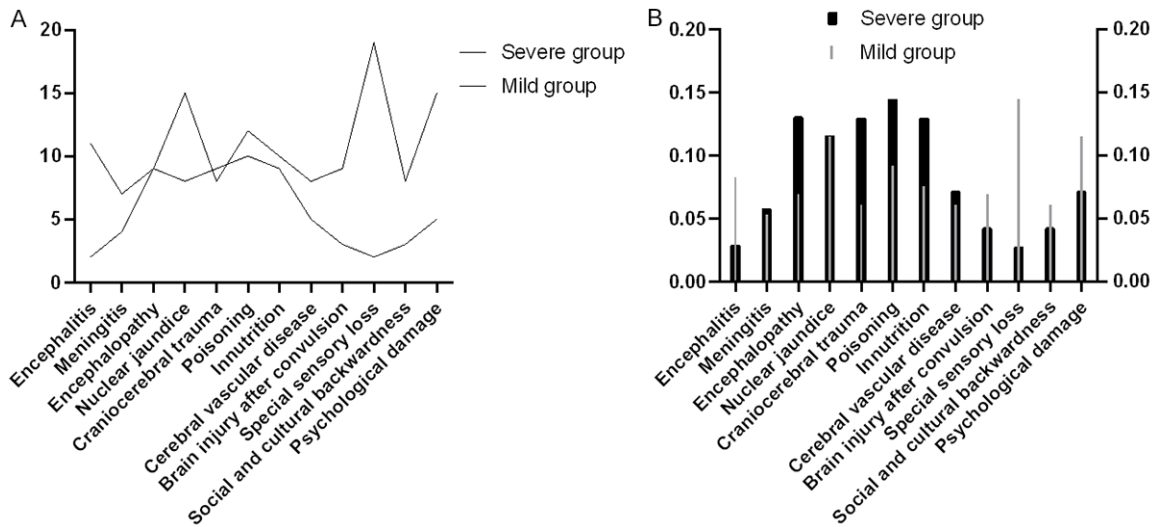 A
20
15
10
5
0
Severe group
Mild group
Encephalitis
Meningitis
Encephalopathy
Nuclear jaundice
Craniocerebral trauma
Poisoning
Innutrition
Cerebral vascular disease
Brain injury after convulsion
Special sensory loss
Social and cultural backwardness
Psychological damage
B
Severe group
Mild group
0.20
0.15
0.10
0.05
0.00
0.20
0.15
0.10
0.05
0.00
Encephalitis
Meningitis
Encephalopathy
Nuclear jaundice
Craniocerebral trauma
Poisoning
Innutrition
Cerebral vascular disease
Brain injury after convulsion
Special sensory loss
Social and cultural backwardness
Psychological damage